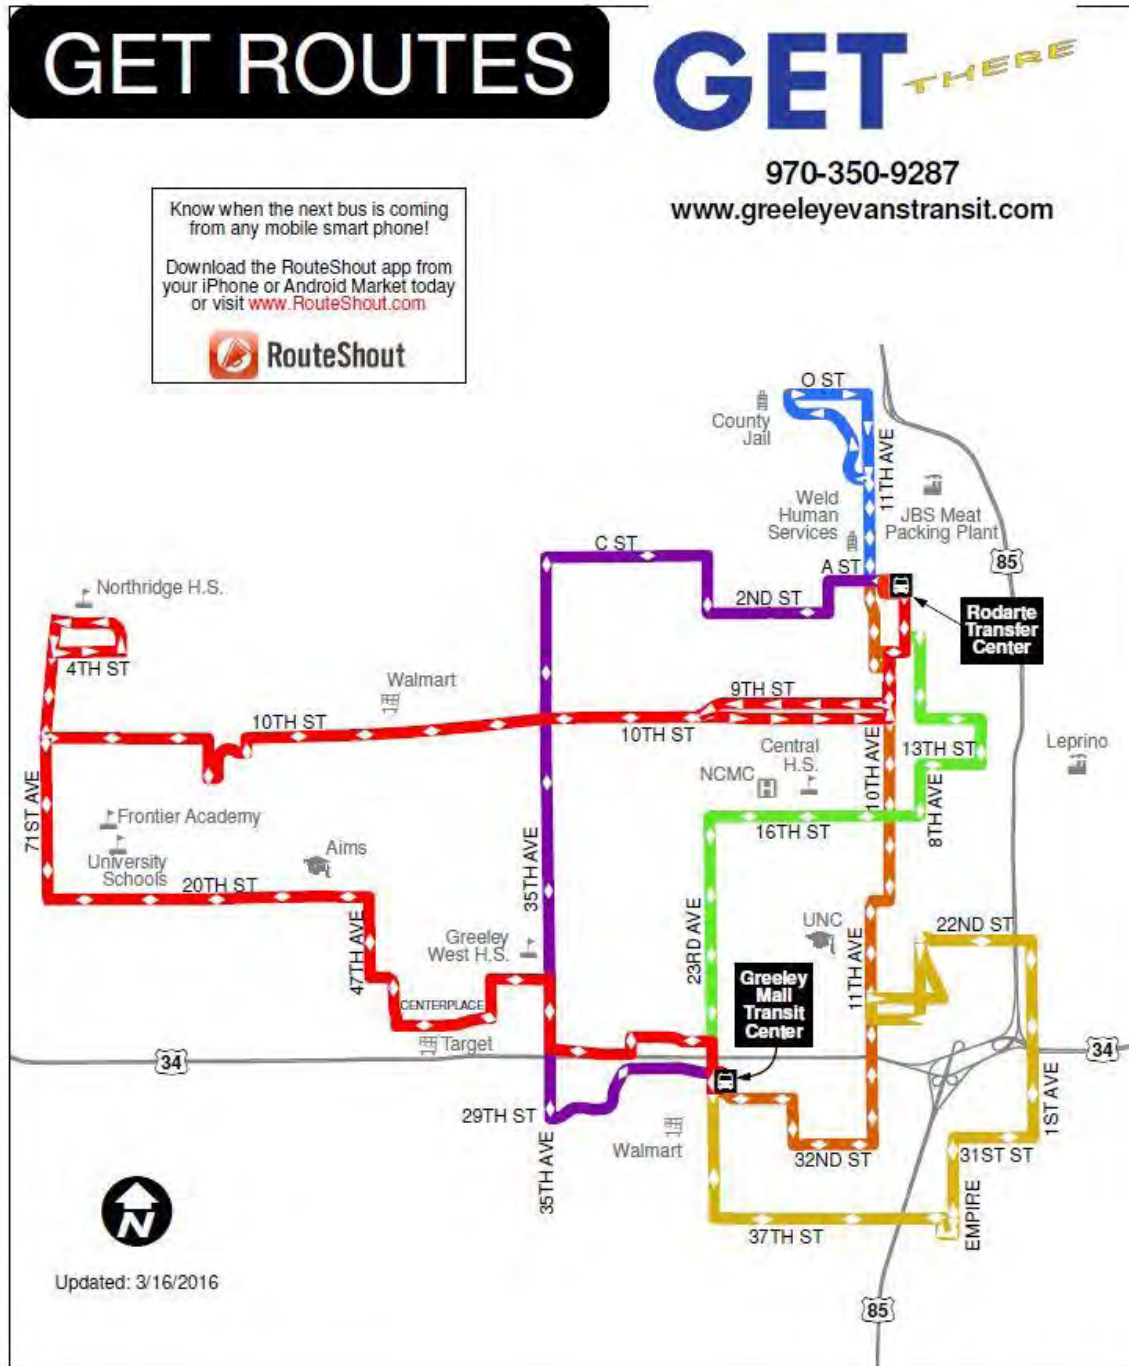 GET ROUTES
GET THERE
970-350-9287
www.greeleyevanstransit.com
Know when the next bus is coming
from any mobile smart phone!
Download the RouteShout app from
your iPhone or Android Market today
or visit www.RouteShout.com
RouteShout
O ST
County
Jail
11TH AVE
Weld
Human
Services
JBS Meat
Packing Plant
85
C ST
A ST
Northridge H.S.
2ND ST
Rodarte
Transfer
Center
4TH ST
Walmart
9TH ST
10TH ST
10TH ST
Central
H.S.
NCMC
10TH AVE
13TH ST
Leprino
71ST AVE
Frontier Academy
University
Schools
Aims
20TH ST
35TH AVE
16TH ST
8TH AVE
47TH AVE
Greeley
West H.S.
23RD AVE
UNC
11TH AVE
22ND ST
CENTERPLACE
Greeley
Mall
Transit
Center
Target
34
34
29TH ST
35TH AVE
Walmart
32ND ST
31ST ST
1ST AVE
37TH ST
EMPIRE
N
Updated: 3/16/2016
85